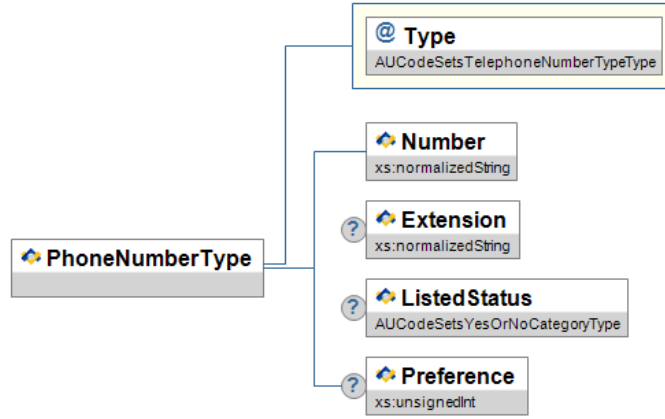 @ Type
AUCodeSetsTelephoneNumberTypeType
Number
xs:normalizedString
? Extension
xs:normalizedString
PhoneNumberType
? ListedStatus
AUCodeSetsYesOrNoCategoryType
? Preference
xs:unsignedInt